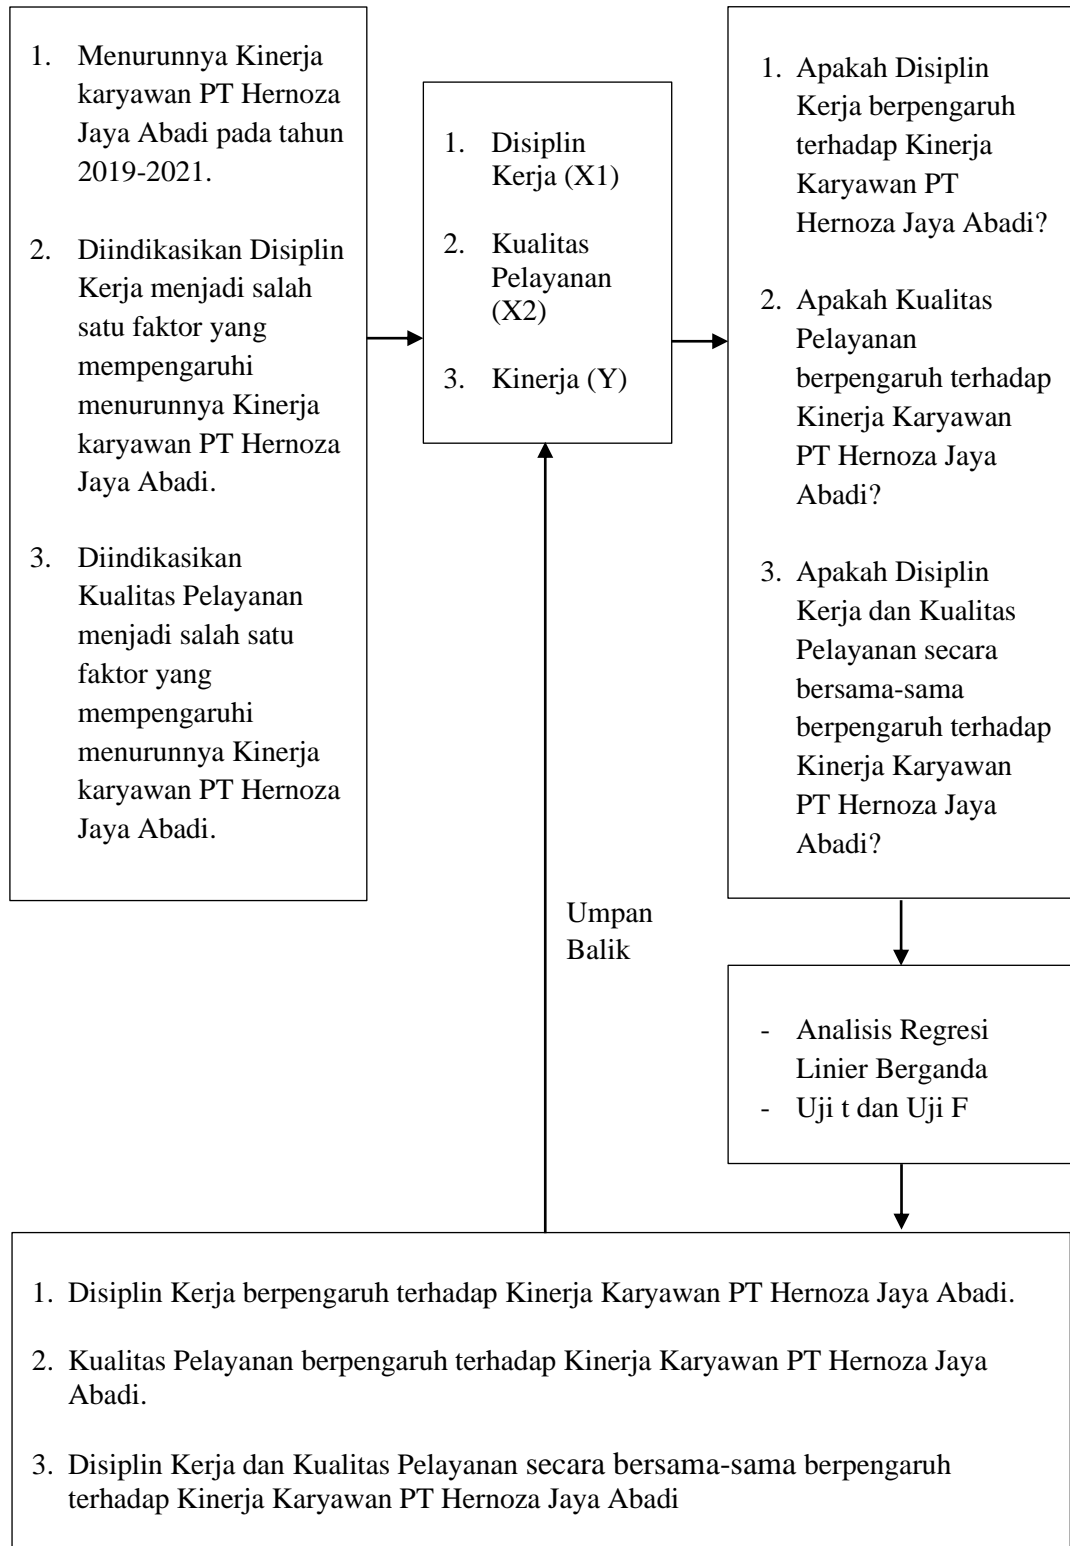 1. Menurunnya Kinerja
karyawan PT Hernoza
Jaya Abadi pada tahun
2019-2021.
2. Diindikasikan Disiplin
Kerja menjadi salah
satu faktor yang
mempengaruhi
menurunnya Kinerja
karyawan PT Hernoza
Jaya Abadi.
3. Diindikasikan
Kualitas Pelayanan
menjadi salah satu
faktor yang
mempengaruhi
menurunnya Kinerja
karyawan PT Hernoza
Jaya Abadi.
1. Disiplin
Kerja (X1)
2. Kualitas
Pelayanan
(X2)
3. Kinerja (Y)
1. Apakah Disiplin
Kerja berpengaruh
terhadap Kinerja
Karyawan PT
Hernoza Jaya Abadi?
2. Apakah Kualitas
Pelayanan
berpengaruh terhadap
Kinerja Karyawan
PT Hernoza Jaya
Abadi?
3. Apakah Disiplin
Kerja dan Kualitas
Pelayanan secara
bersama-sama
berpengaruh terhadap
Kinerja Karyawan
PT Hernoza Jaya
Abadi?
Umpan
Balik
- Analisis Regresi
Linier Berganda
- Uji t dan Uji F
1. Disiplin Kerja berpengaruh terhadap Kinerja Karyawan PT Hernoza Jaya Abadi.
2. Kualitas Pelayanan berpengaruh terhadap Kinerja Karyawan PT Hernoza Jaya
Abadi.
3. Disiplin Kerja dan Kualitas Pelayanan secara bersama-sama berpengaruh
terhadap Kinerja Karyawan PT Hernoza Jaya Abadi